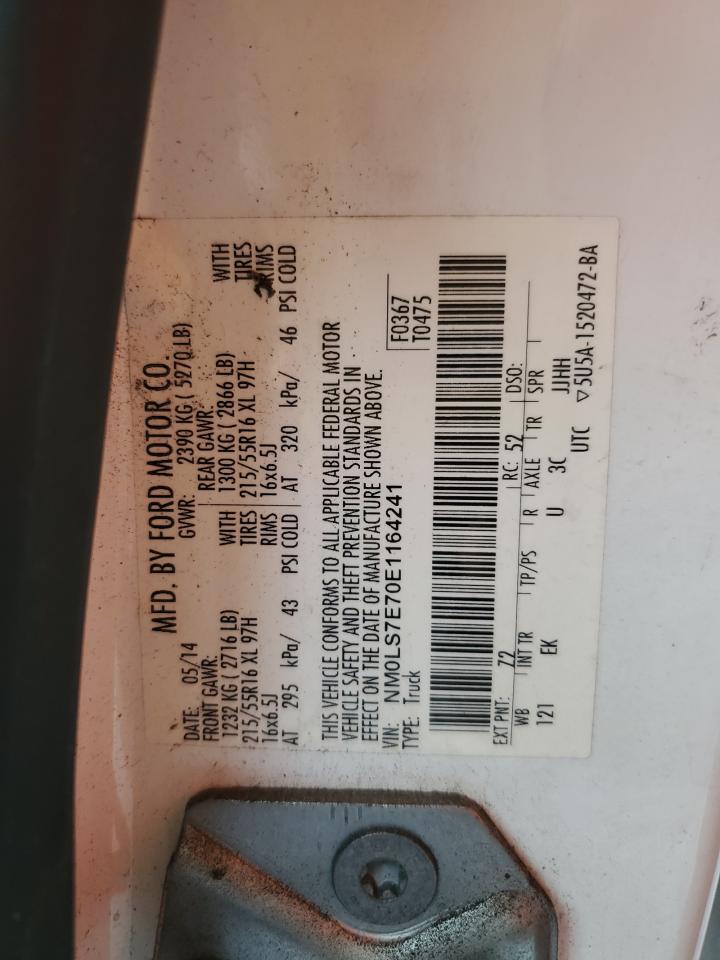 MFD. BY FORD MOTOR CO.
DATE: 05/14 GVWR: 2390 KG ( 5270 LB)
FRONT GAWR: REAR GAWR:
1232 KG ( 2716 LB) WITH 1300 KG ( 2866 LB) WITH
215/55R16 XL 97H TIRES 215/55R16 XL 97H TIRES
16x6.5J RIMS 16x6.5J RIMS
AT 295 kPa/ 43 PSI COLD AT 320 kPa/ 46 PSI COLD
THIS VEHICLE CONFORMS TO ALL APPLICABLE FEDERAL MOTOR
VEHICLE SAFETY AND THEFT PREVENTION STANDARDS IN
EFFECT ON THE DATE OF MANUFACTURE SHOWN ABOVE.
VIN: NM0LS7E70E1164241 F0367
TYPE: Truck T0475
EXT PNT: Z2 RC: 52 DSO:
WB INT TR TP/PS R AXLE TR SPR
121 EK U 3C JJHH
UTC ▽5U5A-1520472-BA